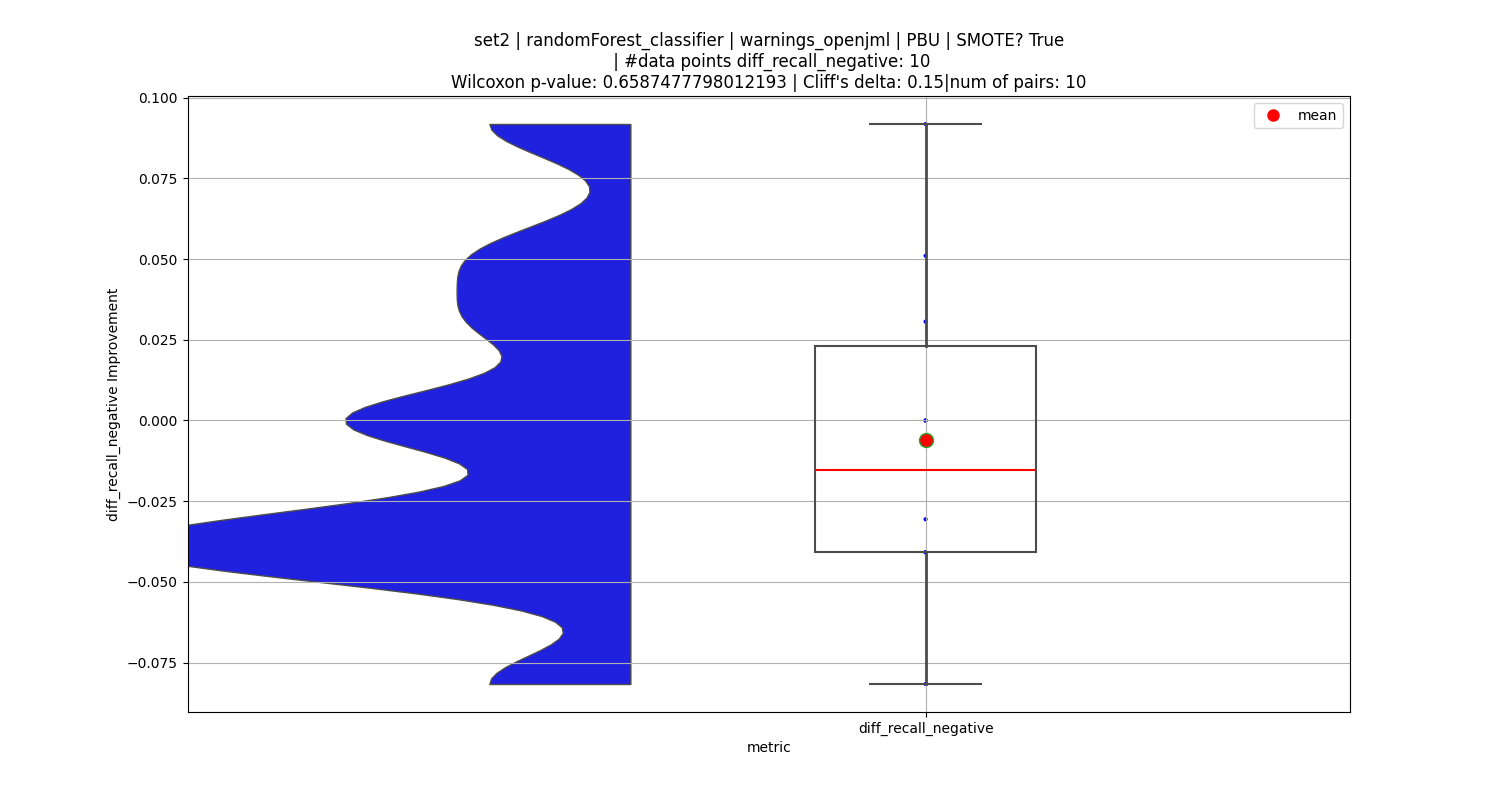 set2 | randomForest_classifier | warnings_openjml | PBU | SMOTE? True
| #data points diff_recall_negative: 10
Wilcoxon p-value: 0.6587477798012193 | Cliff's delta: 0.15|num of pairs: 10
mean
0.100
0.075
0.050
0.025
0.000
−0.025
−0.050
−0.075
diff_recall_negative Improvement
diff_recall_negative
metric